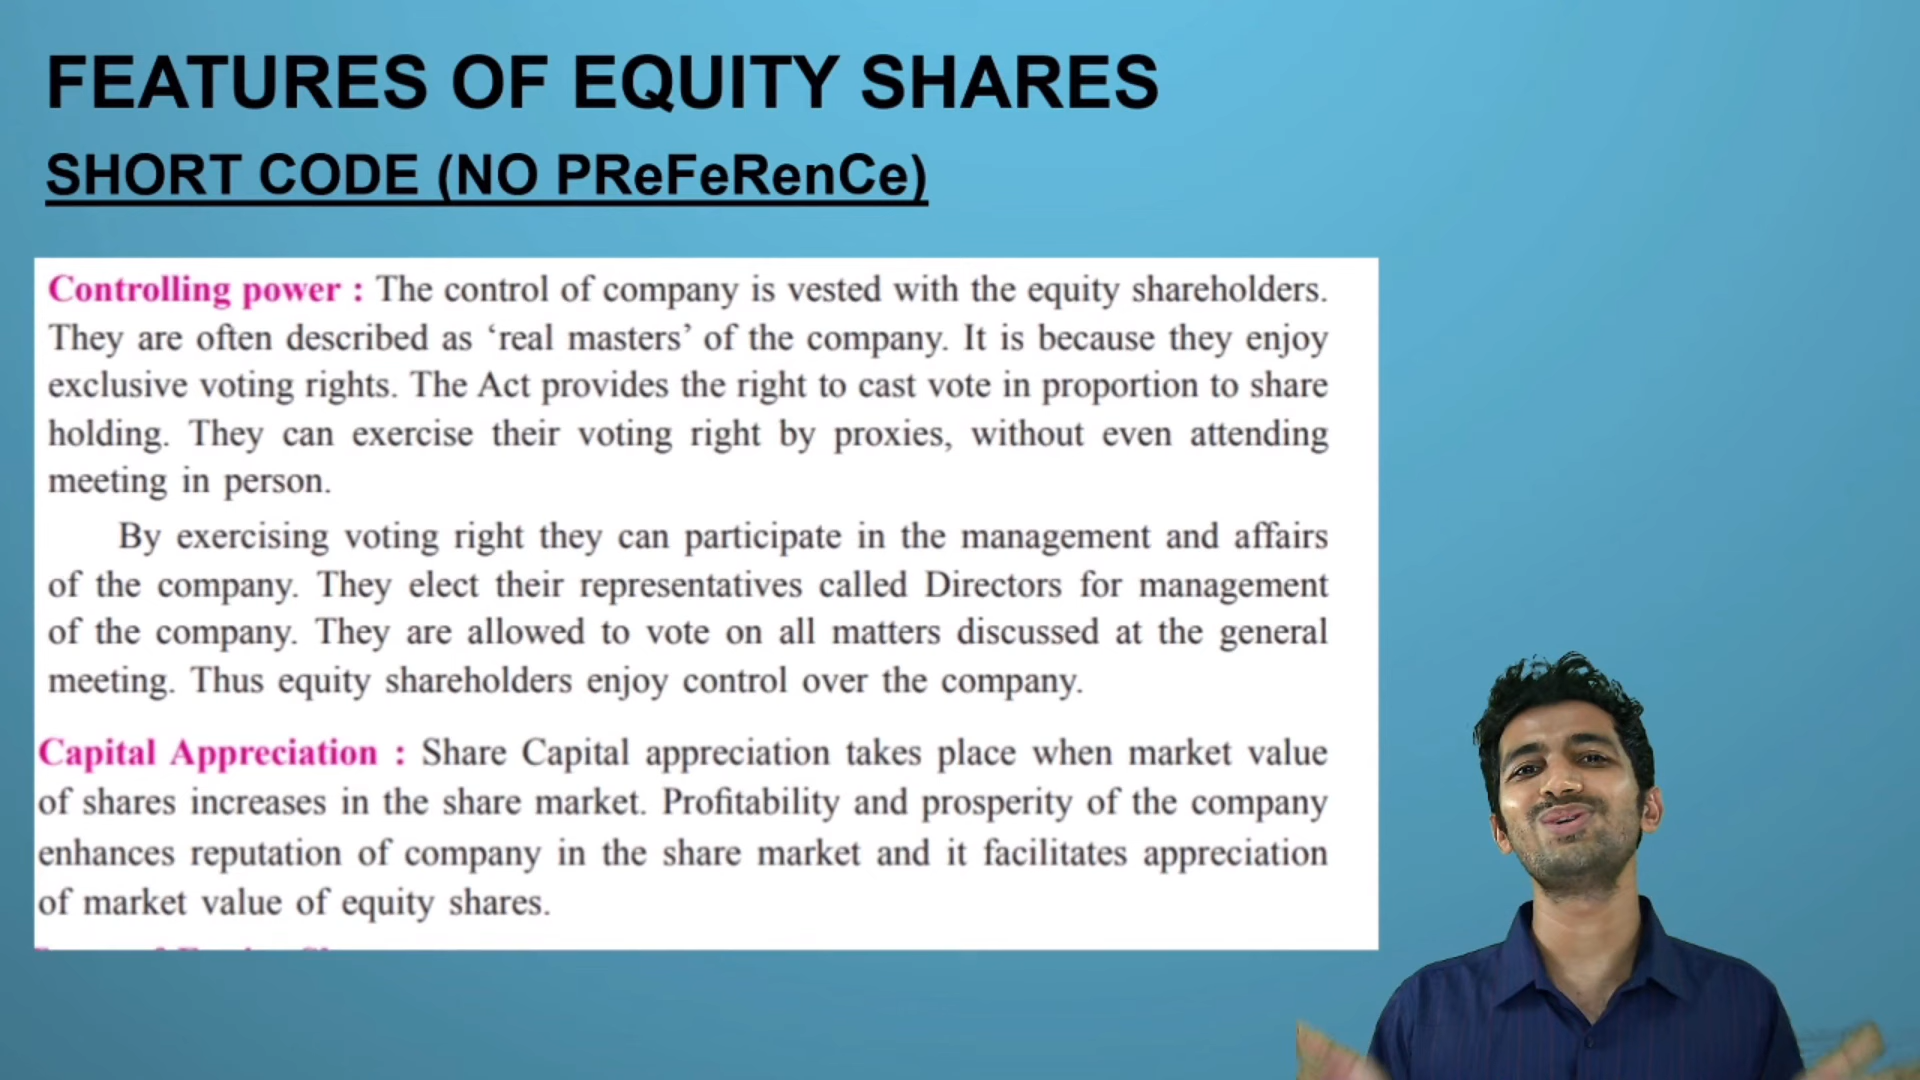 FEATURES OF EQUITY SHARES
SHORT CODE (NO PReFeRenCe)
Controlling power : The control of company is vested with the equity shareholders.
They are often described as ‘real masters’ of the company. It is because they enjoy
exclusive voting rights. The Act provides the right to cast vote in proportion to share
holding. They can exercise their voting right by proxies, without even attending
meeting in person.
By exercising voting right they can participate in the management and affairs
of the company. They elect their representatives called Directors for management
of the company. They are allowed to vote on all matters discussed at the general
meeting. Thus equity shareholders enjoy control over the company.
Capital Appreciation : Share Capital appreciation takes place when market value
of shares increases in the share market. Profitability and prosperity of the company
enhances reputation of company in the share market and it facilitates appreciation
of market value of equity shares.